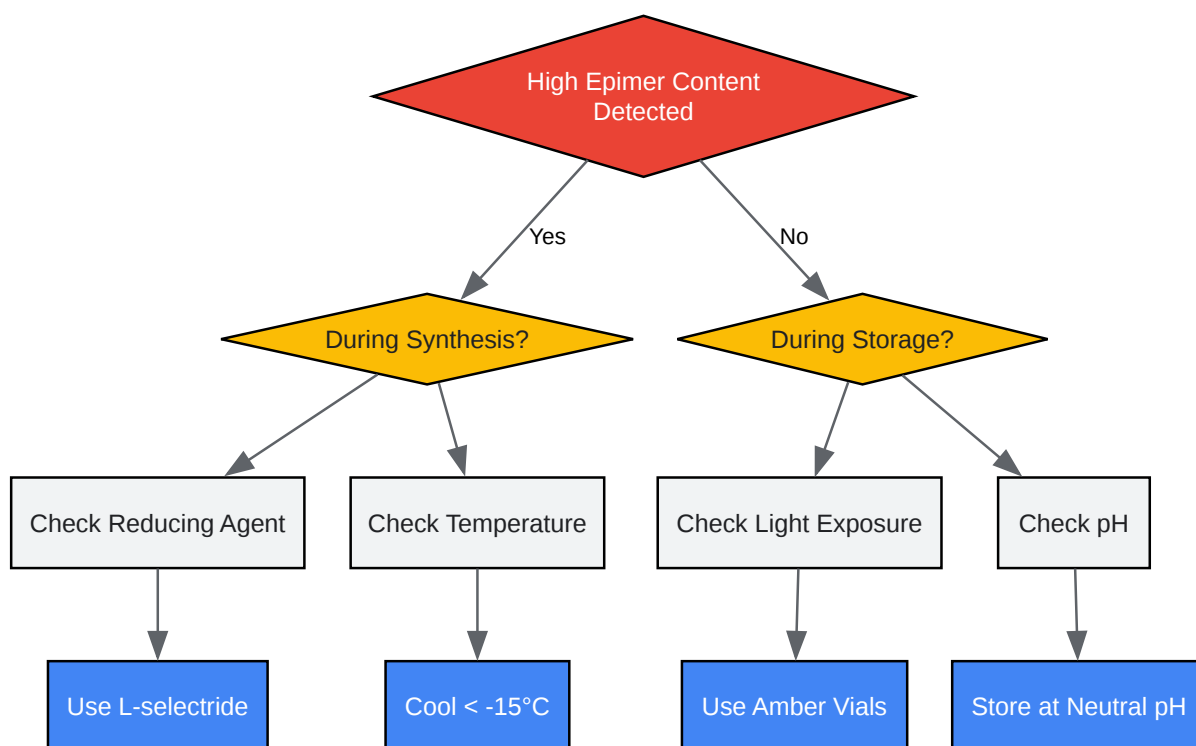 High Epimer Content
Detected
Yes
No
During Synthesis?
During Storage?
Check Reducing Agent
Check Temperature
Check Light Exposure
Check pH
Use L-selectride
Cool < -15°C
Use Amber Vials
Store at Neutral pH